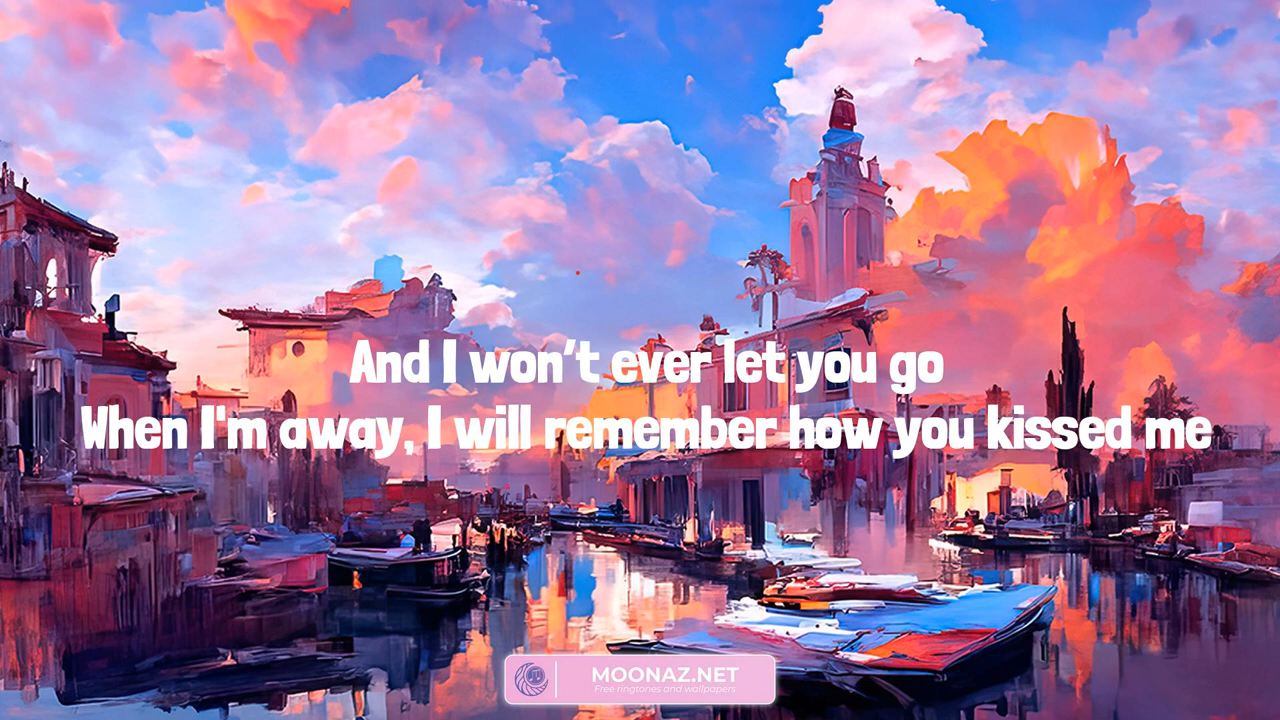 And I won’t ever let you go
When I'm away, I will remember how you kissed me
MOONAZ.NET
Free ringtones and wallpapers